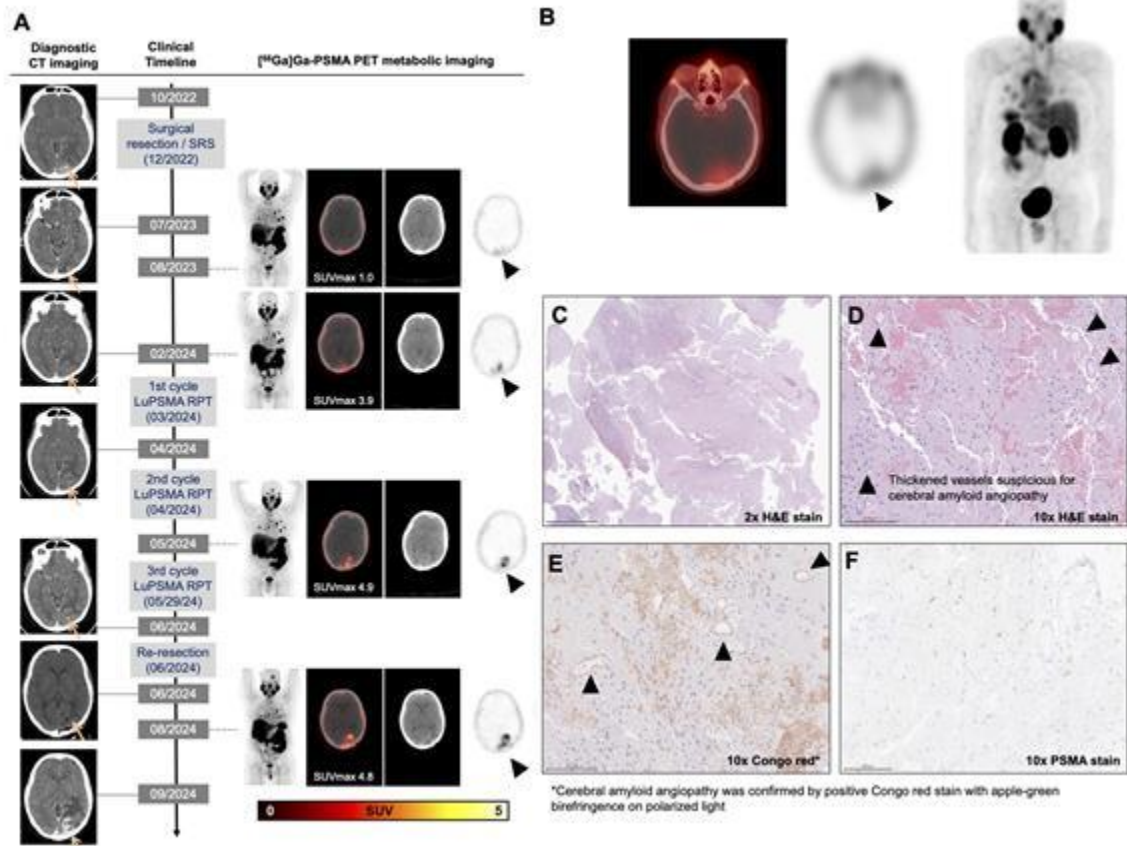 A
Diagnostic
CT imaging
Clinical
Timeline
[68Ga]Ga-PSMA PET metabolic imaging
10/2022
Surgical
resection / SRS
(12/2022)
07/2023
08/2023
SUVmax 1.0
02/2024
SUVmax 3.9
1st cycle
LuPSMA RPT
(03/2024)
04/2024
2nd cycle
LuPSMA RPT
(04/2024)
05/2024
SUVmax 4.9
3rd cycle
LuPSMA RPT
(05/29/24)
06/2024
Re-resection
(06/2024)
06/2024
08/2024
SUVmax 4.8
09/2024
0 SUV 5
B
C
2x H&E stain
D
Thickened vessels suspicious for
cerebral amyloid angiopathy
10x H&E stain
E
10x Congo red*
F
10x PSMA stain
*Cerebral amyloid angiopathy was confirmed by positive Congo red stain with apple-green
birefringence on polarized light